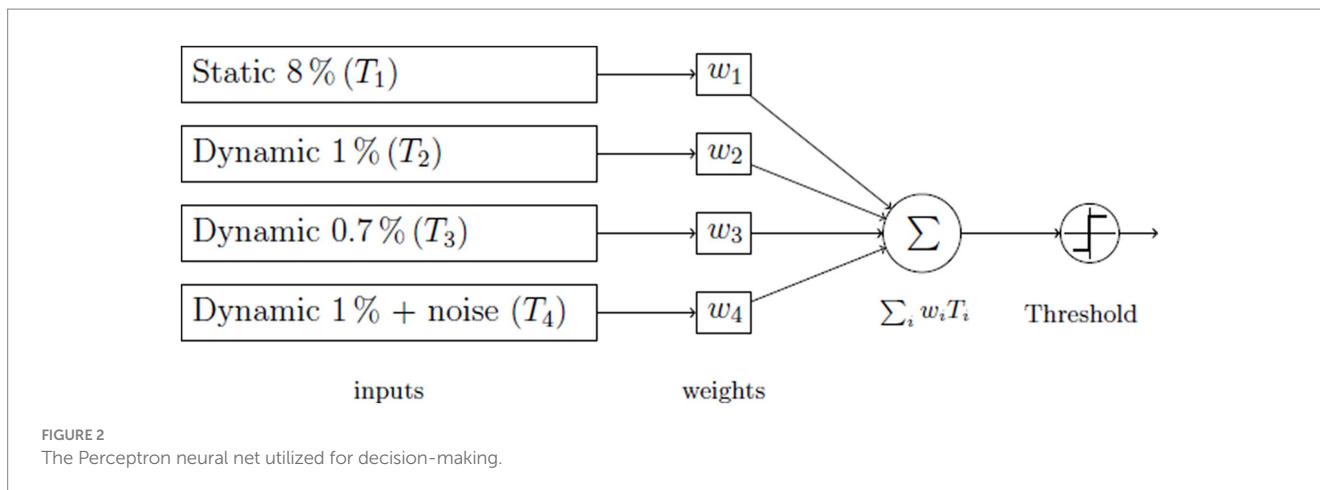 Static 8 % (T₁)
w₁
Dynamic 1 % (T₂)
w₂
Dynamic 0.7 % (T₃)
w₃
Dynamic 1 % + noise (T₄)
w₄
∑
∑ᵢ wᵢTᵢ
Threshold
inputs
weights
FIGURE 2
The Perceptron neural net utilized for decision-making.